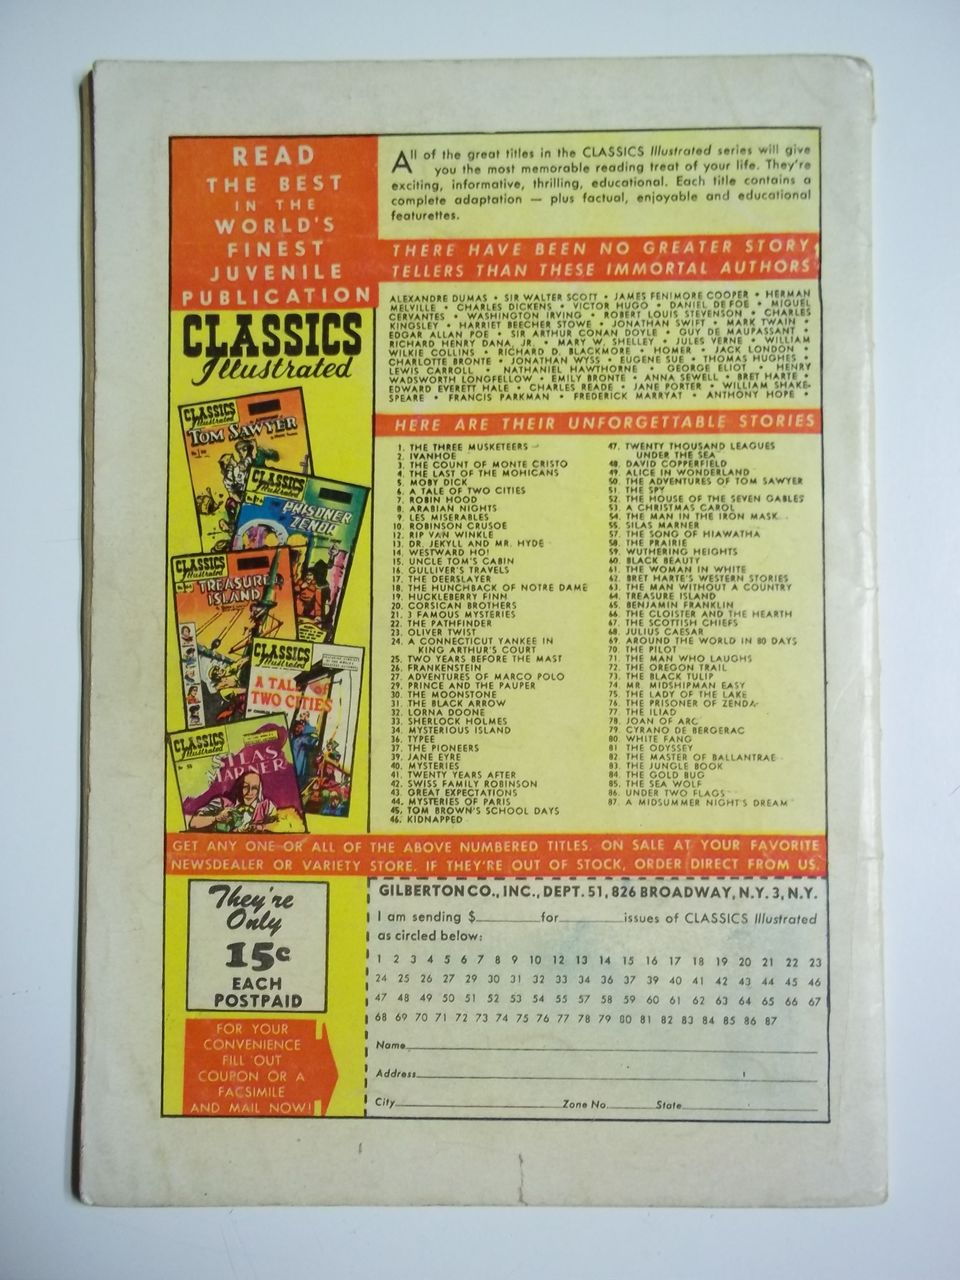 READ
THE BEST
IN THE
WORLD'S
FINEST
JUVENILE
PUBLICATION
CLASSICS
Illustrated
All of the great titles in the CLASSICS Illustrated series will give
you the most memorable reading treat of your life. They're
exciting, informative, thrilling, educational. Each title contains a
complete adaptation — plus factual, enjoyable and educational
featurettes.
THERE HAVE BEEN NO GREATER STORY
TELLERS THAN THESE IMMORTAL AUTHORS
ALEXANDRE DUMAS • SIR WALTER SCOTT • JAMES FENIMORE COOPER • HERMAN
MELVILLE • CHARLES DICKENS • VICTOR HUGO • DANIEL DEFOE • MIGUEL
CERVANTES • WASHINGTON IRVING • ROBERT LOUIS STEVENSON • CHARLES
KINGSLEY • HARRIET BEECHER STOWE • JONATHAN SWIFT • MARK TWAIN •
EDGAR ALLAN POE • SIR ARTHUR CONAN DOYLE • GUY DE MAUPASSANT •
RICHARD HENRY DANA, JR. • MARY W. SHELLEY • JULES VERNE • WILLIAM
WILKIE COLLINS • RICHARD D. BLACKMORE • HOMER • JACK LONDON •
CHARLOTTE BRONTE • JONATHAN WYSS • EUGENE SUE • THOMAS HUGHES •
LEWIS CARROLL • NATHANIEL HAWTHORNE • GEORGE ELIOT • HENRY
WADSWORTH LONGFELLOW • EMILY BRONTE • ANNA SEWELL • BRET HARTE •
EDWARD EVERETT HALE • CHARLES READE • JANE PORTER • WILLIAM SHAKE-
SPEARE • FRANCIS PARKMAN • FREDERICK MARRYAT • ANTHONY HOPE •
HERE ARE THEIR UNFORGETTABLE STORIES
1. THE THREE MUSKETEERS
2. IVANHOE
3. THE COUNT OF MONTE CRISTO
4. THE LAST OF THE MOHICANS
5. MOBY DICK
6. A TALE OF TWO CITIES
7. ROBIN HOOD
8. ARABIAN NIGHTS
9. LES MISERABLES
10. ROBINSON CRUSOE
12. RIP VAN WINKLE
13. DR. JEKYLL AND MR. HYDE
14. WESTWARD HO!
15. UNCLE TOM'S CABIN
16. GULLIVER'S TRAVELS
17. THE DEERSLAYER
18. THE HUNCHBACK OF NOTRE DAME
19. HUCKLEBERRY FINN
20. CORSICAN BROTHERS
21. 3 FAMOUS MYSTERIES
22. THE PATHFINDER
23. OLIVER TWIST
24. A CONNECTICUT YANKEE IN
KING ARTHUR'S COURT
25. TWO YEARS BEFORE THE MAST
26. FRANKENSTEIN
27. ADVENTURES OF MARCO POLO
29. PRINCE AND THE PAUPER
30. THE MOONSTONE
31. THE BLACK ARROW
32. LORNA DOONE
33. SHERLOCK HOLMES
34. MYSTERIOUS ISLAND
36. TYPEE
37. THE PIONEERS
39. JANE EYRE
40. MYSTERIES
41. TWENTY YEARS AFTER
42. SWISS FAMILY ROBINSON
43. GREAT EXPECTATIONS
44. MYSTERIES OF PARIS
45. TOM BROWN'S SCHOOL DAYS
46. KIDNAPPED
47. TWENTY THOUSAND LEAGUES
UNDER THE SEA
48. DAVID COPPERFIELD
49. ALICE IN WONDERLAND
50. THE ADVENTURES OF TOM SAWYER
51. THE SPY
52. THE HOUSE OF THE SEVEN GABLES
53. A CHRISTMAS CAROL
54. THE MAN IN THE IRON MASK
55. SILAS MARNER
57. THE SONG OF HIAWATHA
58. THE PRAIRIE
59. WUTHERING HEIGHTS
60. BLACK BEAUTY
61. THE WOMAN IN WHITE
62. BRET HARTE'S WESTERN STORIES
63. THE MAN WITHOUT A COUNTRY
64. TREASURE ISLAND
65. BENJAMIN FRANKLIN
66. THE CLOISTER AND THE HEARTH
67. THE SCOTTISH CHIEFS
68. JULIUS CAESAR
69. AROUND THE WORLD IN 80 DAYS
70. THE PILOT
71. THE MAN WHO LAUGHS
72. THE OREGON TRAIL
73. THE BLACK TULIP
74. MR. MIDSHIPMAN EASY
75. THE LADY OF THE LAKE
76. THE PRISONER OF ZENDA
77. THE ILIAD
78. JOAN OF ARC
79. CYRANO DE BERGERAC
80. WHITE FANG
81. THE ODYSSEY
82. THE MASTER OF BALLANTRAE
83. THE JUNGLE BOOK
84. THE GOLD BUG
85. THE SEA WOLF
86. UNDER TWO FLAGS
87. A MIDSUMMER NIGHT'S DREAM
CLASSICS
Illustrated
TOM SAWYER
CLASSICS
Illustrated
PRISONER
ZENDA
CLASSICS
Illustrated
TREASURE
ISLAND
CLASSICS
Illustrated
A TALE OF
TWO CITIES
CLASSICS
Illustrated
SILAS
MARNER
GET ANY ONE OR ALL OF THE ABOVE NUMBERED TITLES. ON SALE AT YOUR FAVORITE
NEWSDEALER OR VARIETY STORE. IF THEY'RE OUT OF STOCK, ORDER DIRECT FROM US.
They're
Only
15c
EACH
POSTPAID
FOR YOUR
CONVENIENCE
FILL OUT
COUPON OR A
FACSIMILE
AND MAIL NOW!
GILBERTON CO., INC., DEPT. 51, 826 BROADWAY, N.Y. 3, N.Y.
I am sending $ for issues of CLASSICS Illustrated
as circled below:
1 2 3 4 5 6 7 8 9 10 12 13 14 15 16 17 18 19 20 21 22 23
24 25 26 27 29 30 31 32 33 34 36 37 39 40 41 42 43 44 45 46
47 48 49 50 51 52 53 54 55 57 58 59 60 61 62 63 64 65 66 67
68 69 70 71 72 73 74 75 76 77 78 79 80 81 82 83 84 85 86 87
Name
Address
City Zone No. State